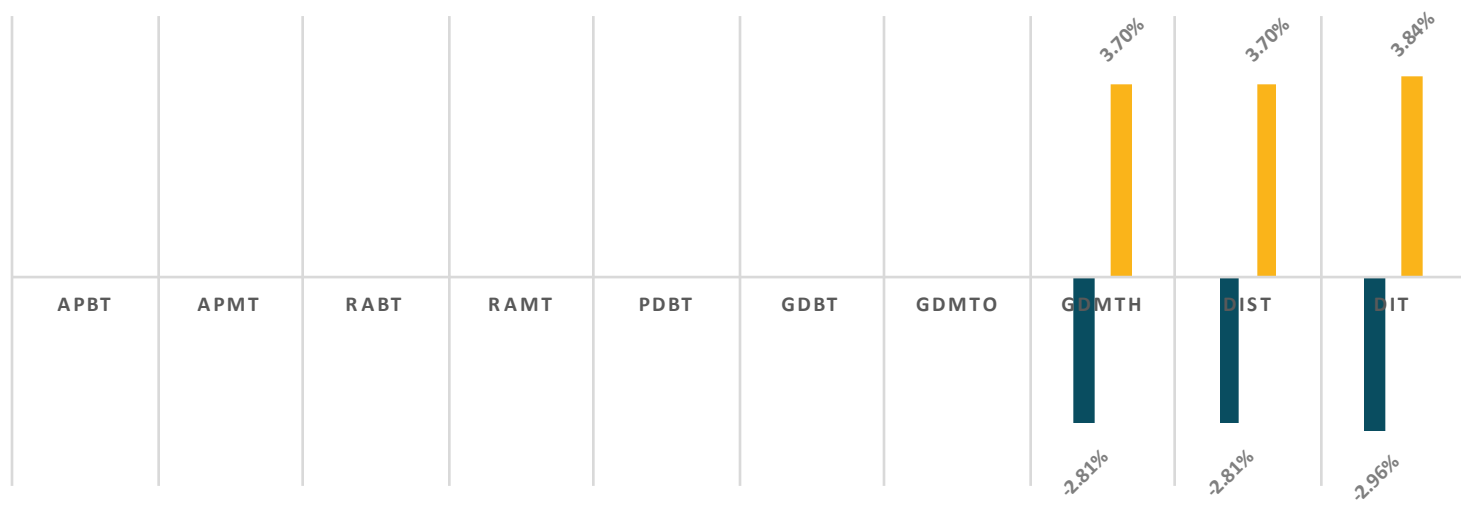 3.70%
3.70%
3.84%
APBT
APMT
RABT
RAMT
PDBT
GDBT
GDMTO
GDMTH
DIST
DIT
-2.81%
-2.81%
-2.96%